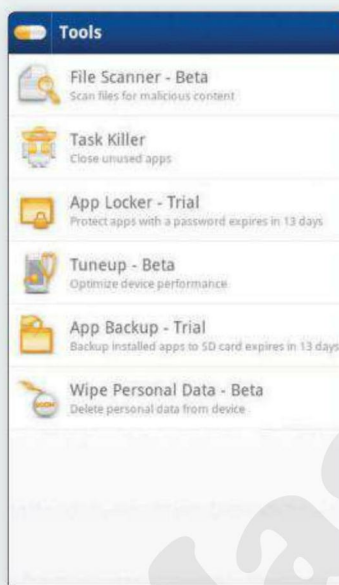 Tools
File Scanner - Beta
Scan files for malicious content
Task Killer
Close unused apps
App Locker - Trial
Protect apps with a password expires in 13 days
Tuneup - Beta
Optimize device performance
App Backup - Trial
Backup installed apps to SD card expires in 13 days
Wipe Personal Data - Beta
Delete personal data from device
BOOM